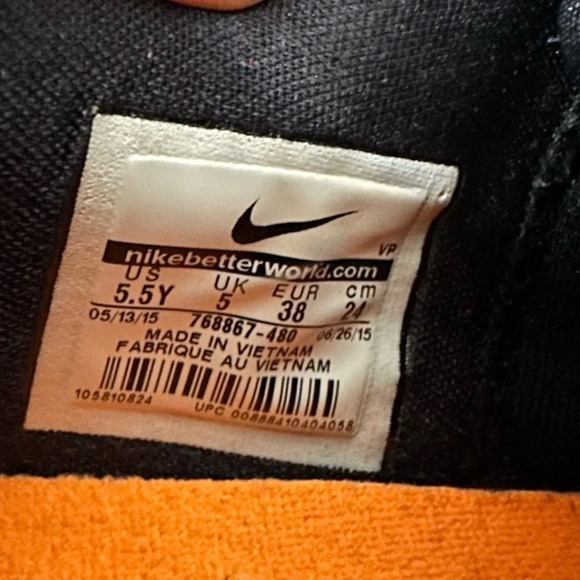 VP
nikebetterworld.com
US UK EUR cm
5.5Y 5 38 24
05/13/15 768867-480 06/26/15
MADE IN VIETNAM
FABRIQUE AU VIETNAM
105810824
UPC 00888410404058